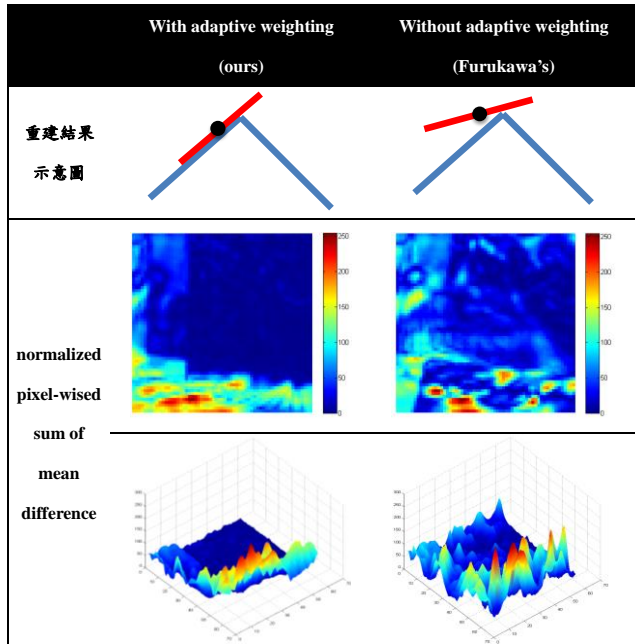 With adaptive weighting
(ours)
Without adaptive weighting
(Furukawa's)
重建結果
示意圖
normalized
pixel-wised
sum of
mean
difference
250
200
150
100
50
0
250
200
150
100
50
0